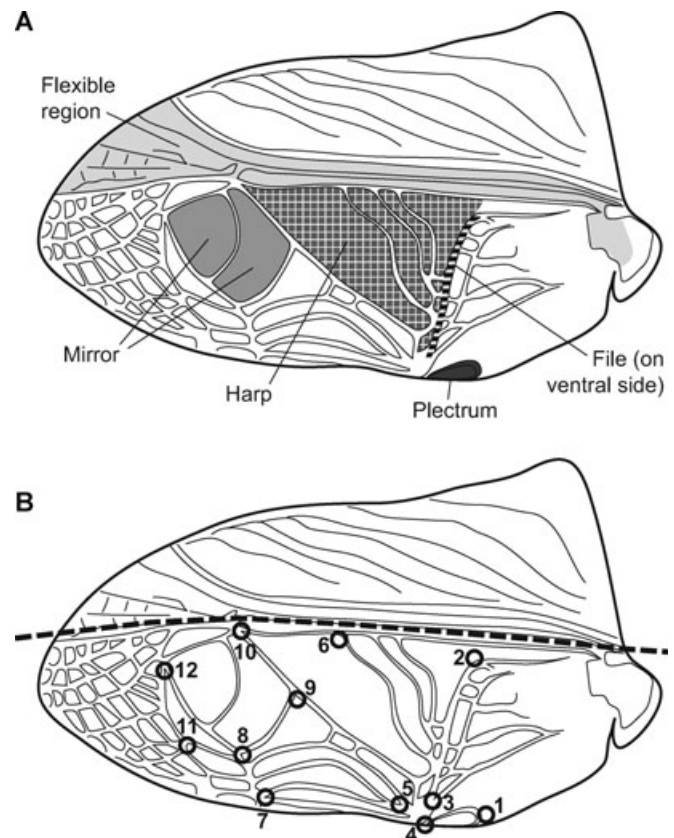 A
Flexible
region
Mirror
Harp
Plectrum
File (on
ventral side)
B
10
6
2
12
9
11
8
5
3
1
7
4